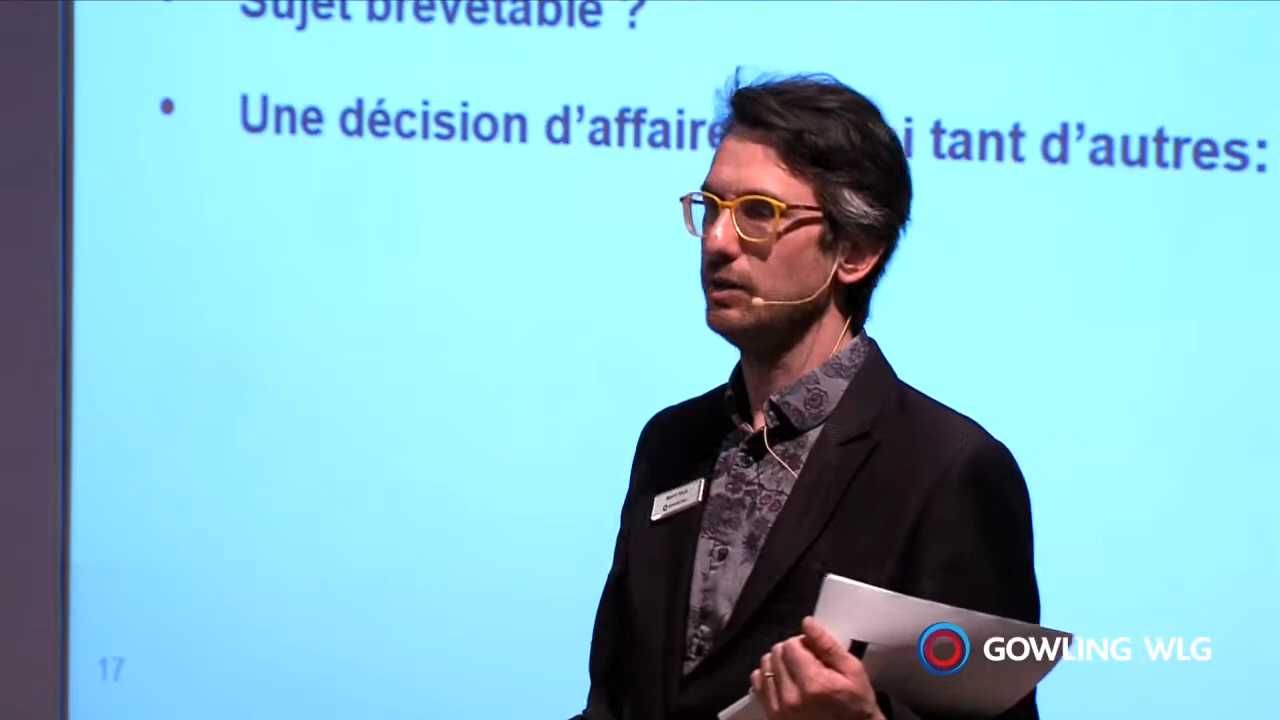 Sujet brevetable ?
• Une décision d'affaire i tant d'autres:
17
GOWLING WLG